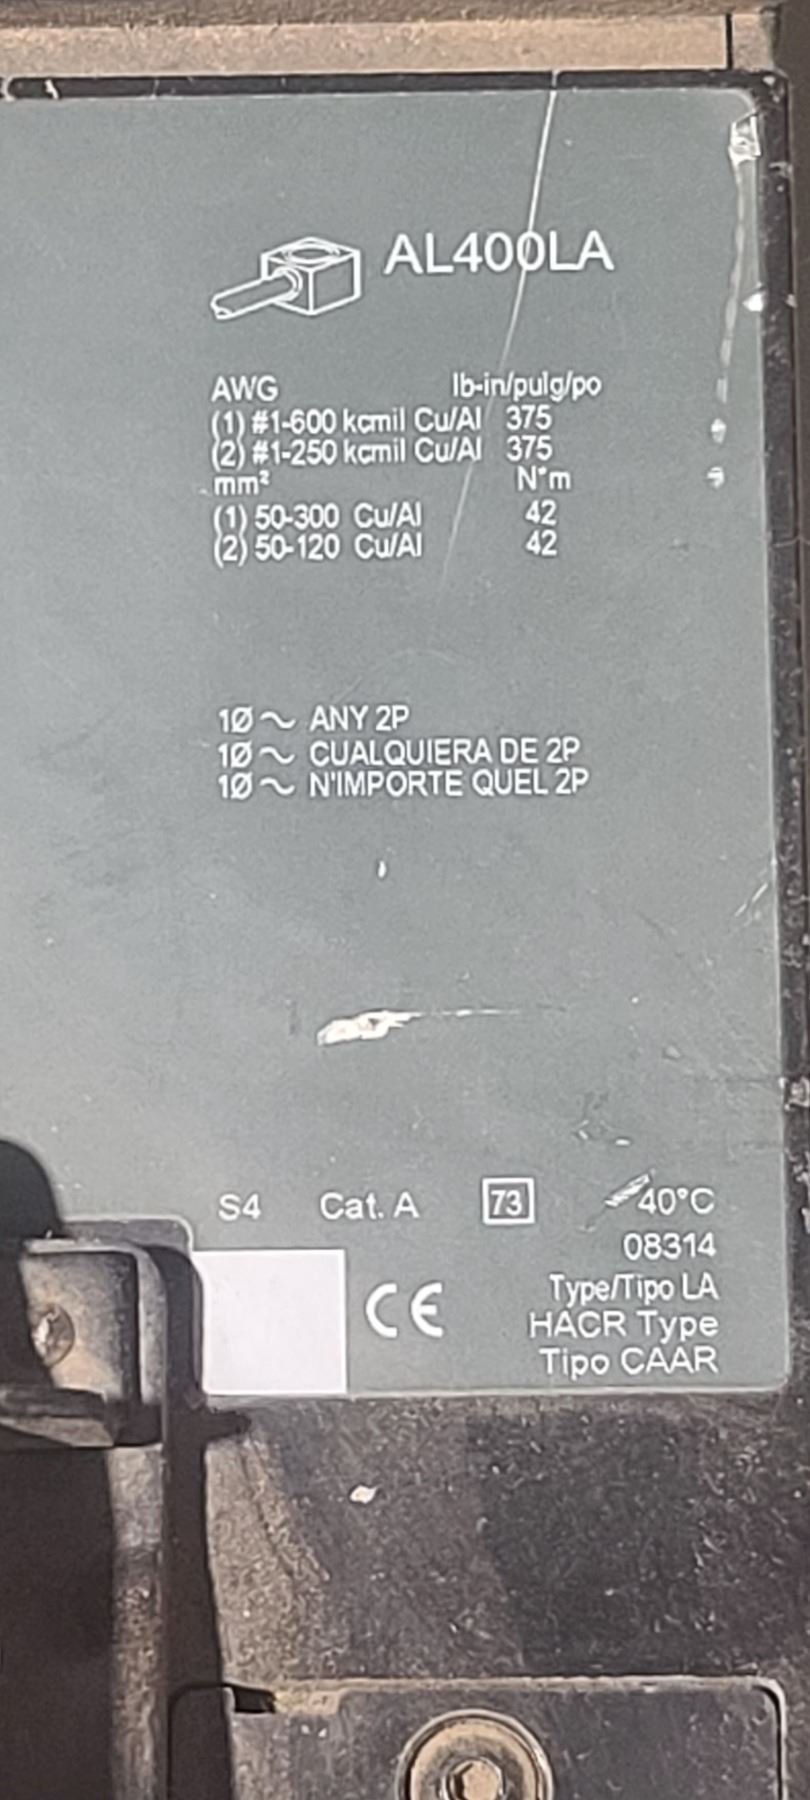 AL400LA
AWG lb-in/pulg/po
(1) #1-600 kcmil Cu/Al 375
(2) #1-250 kcmil Cu/Al 375
mm² N*m
(1) 50-300 Cu/Al 42
(2) 50-120 Cu/Al 42
1Ø ~ ANY 2P
1Ø ~ CUALQUIERA DE 2P
1Ø ~ N'IMPORTE QUEL 2P
S4 Cat. A 73 40°C
08314
CE Type/Tipo LA
HACR Type
Tipo CAAR